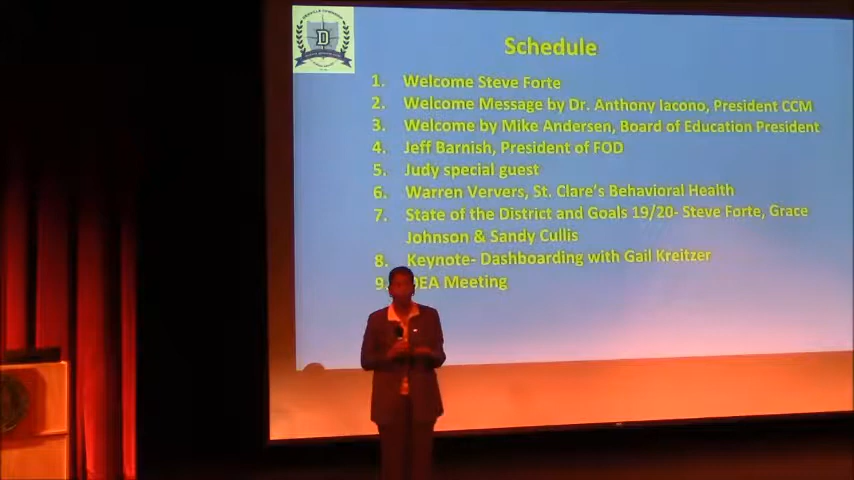 D
Schedule
1. Welcome Steve Forte
2. Welcome Message by Dr. Anthony Iacono, President CCM
3. Welcome by Mike Andersen, Board of Education President
4. Jeff Barnish, President of FOD
5. Judy special guest
6. Warren Ververs, St. Clare's Behavioral Health
7. State of the District and Goals 19/20- Steve Forte, Grace
Johnson & Sandy Cullis
8. Keynote- Dashboarding with Gail Kreitzer
9. DEA Meeting